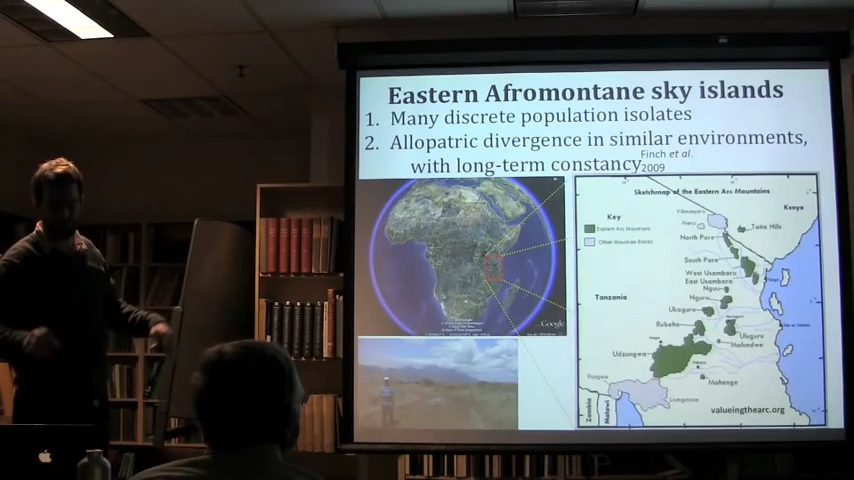 Eastern Afromontane sky islands
1. Many discrete population isolates
2. Allopatric divergence in similar environments,
with long-term constancy
Finch et al.
2009
Sketchmap of the Eastern Arc Mountains
Key
Eastern Arc Mountains
Other Mountain Blocks
Kenya
Taita Hills
North Pare
South Pare
West Usambara
East Usambara
Nguu
Nguru
Tanzania
Ukaguru
Rubeho
Uluguru
Malundwe
Udzungwa
Mahenge
Livingstone
Zambia
Malawi
valueingthearc.org
Google